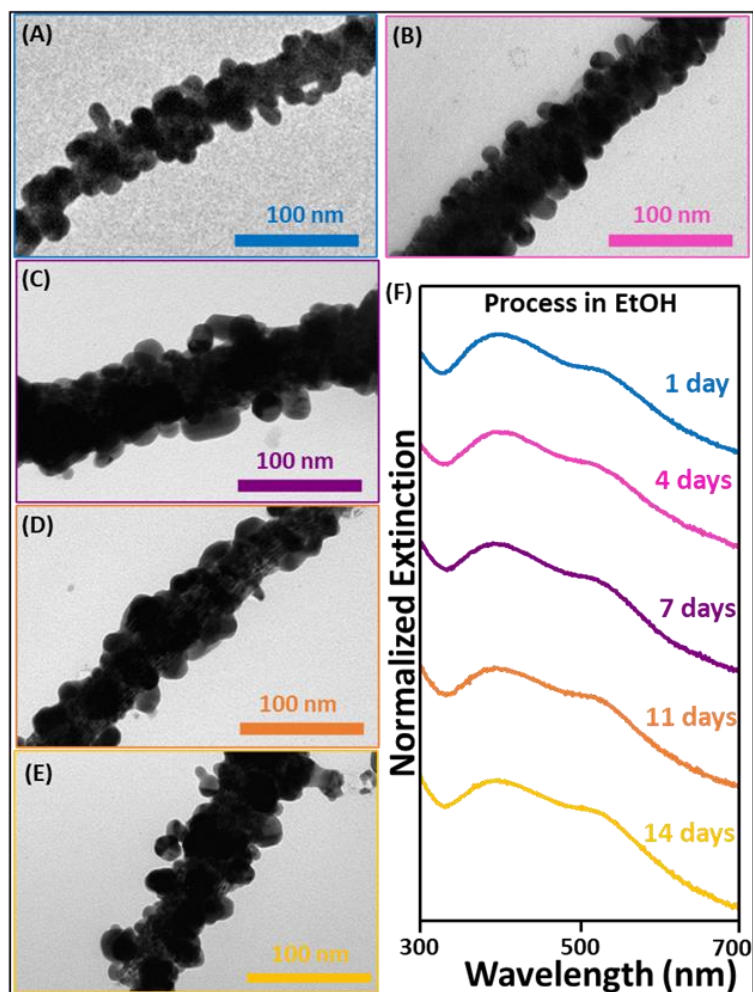 (A)
100 nm
(B)
100 nm
(C)
100 nm
(D)
100 nm
(E)
100 nm
(F)
Process in EtOH
1 day
4 days
7 days
11 days
14 days
Normalized Extinction
300
500
700
Wavelength (nm)